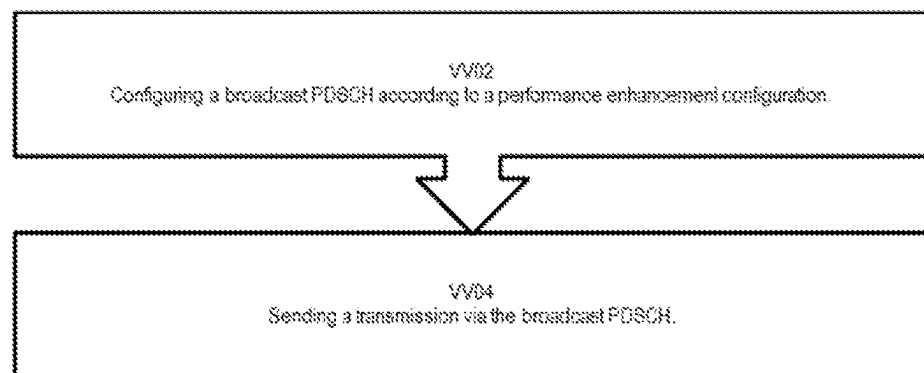 VV02
Configuring a broadcast PDSCH according to a performance enhancement configuration.
VV04
Sending a transmission via the broadcast PDSCH.